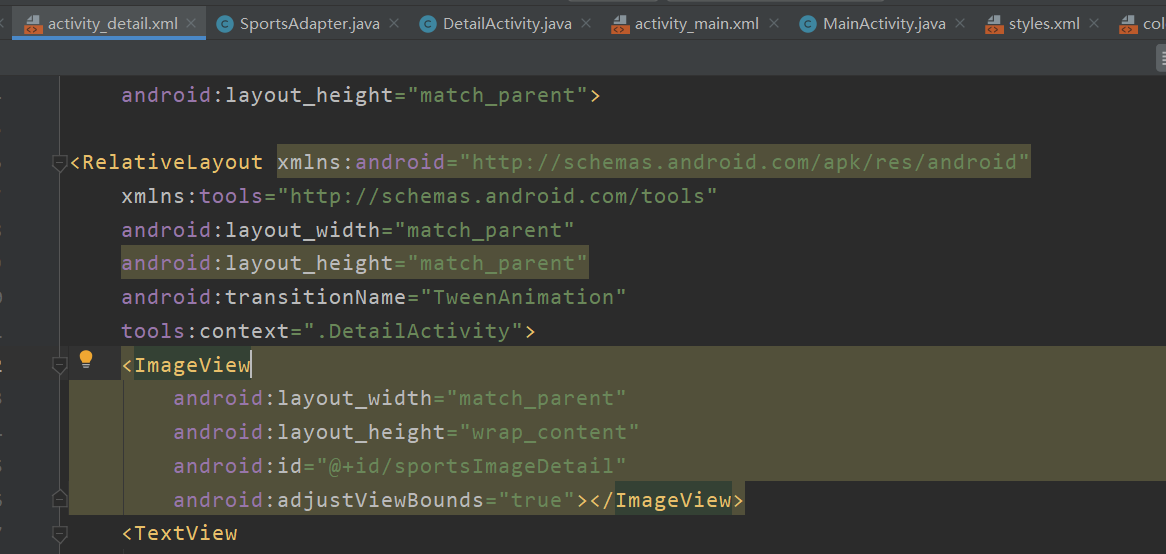 activity_detail.xml SportsAdapter.java DetailActivity.java activity_main.xml MainActivity.java styles.xml col
android:layout_height="match_parent">
<RelativeLayout xmlns:android="http://schemas.android.com/apk/res/android"
xmlns:tools="http://schemas.android.com/tools"
android:layout_width="match_parent"
android:layout_height="match_parent"
android:transitionName="TweenAnimation"
tools:context=".DetailActivity">
<ImageView
android:layout_width="match_parent"
android:layout_height="wrap_content"
android:id="@+id/sportsImageDetail"
android:adjustViewBounds="true"></ImageView>
<TextView